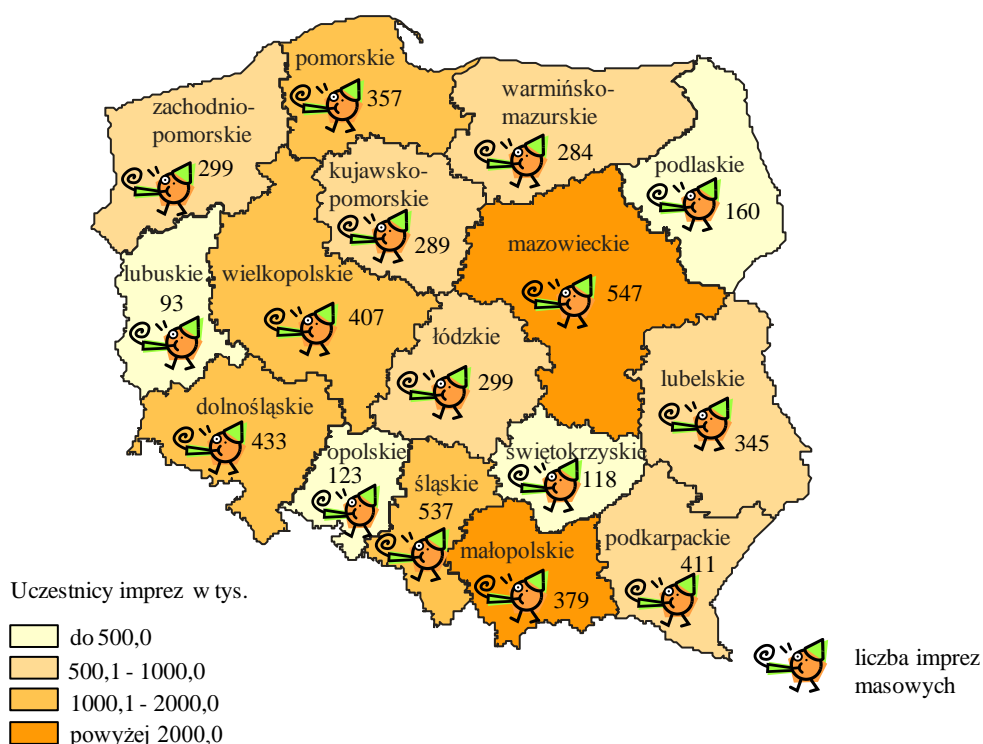 pomorskie
357
zachodnio-
pomorskie
299
warmińsko-
mazurskie
284
podlaskie
160
kujawsko-
pomorskie
289
mazowieckie
547
lubuskie
93
wielkopolskie
407
łódzkie
299
lubelskie
345
dolnośląskie
433
opolskie
123
śląskie
537
świętokrzyskie
118
małopolskie
379
podkarpackie
411
Uczestnicy imprez w tys.
do 500,0
500,1 - 1000,0
1000,1 - 2000,0
powyżej 2000,0
liczba imprez
masowych